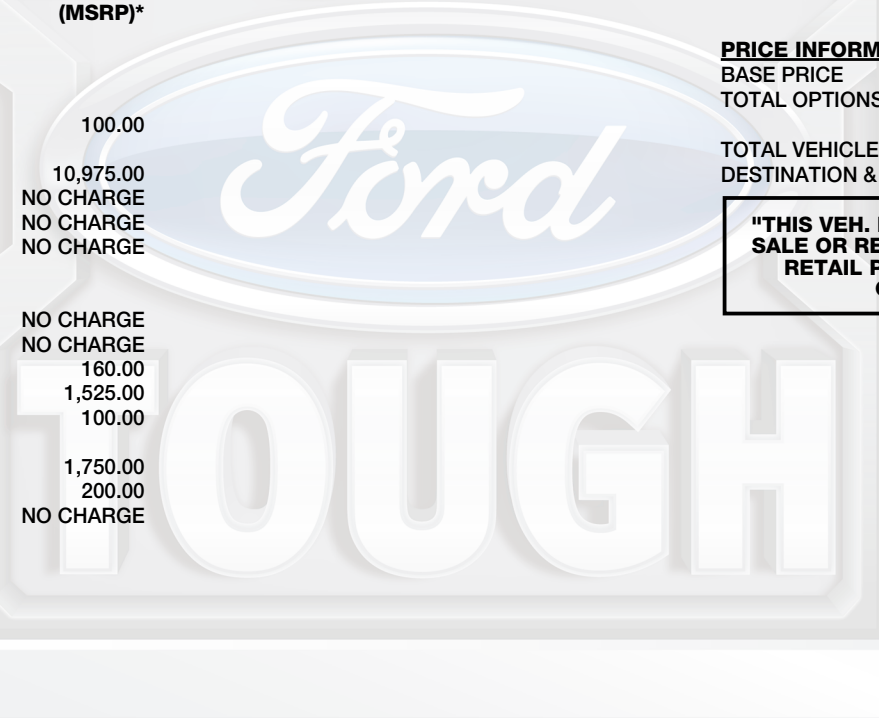 (MSRP)*
100.00
10,975.00
NO CHARGE
NO CHARGE
NO CHARGE
NO CHARGE
NO CHARGE
160.00
1,525.00
100.00
1,750.00
200.00
NO CHARGE
PRICE INFORM
BASE PRICE
TOTAL OPTIONS
TOTAL VEHICLE
DESTINATION &
"THIS VEH.
SALE OR RE
RETAIL P
Ford
TOUGH